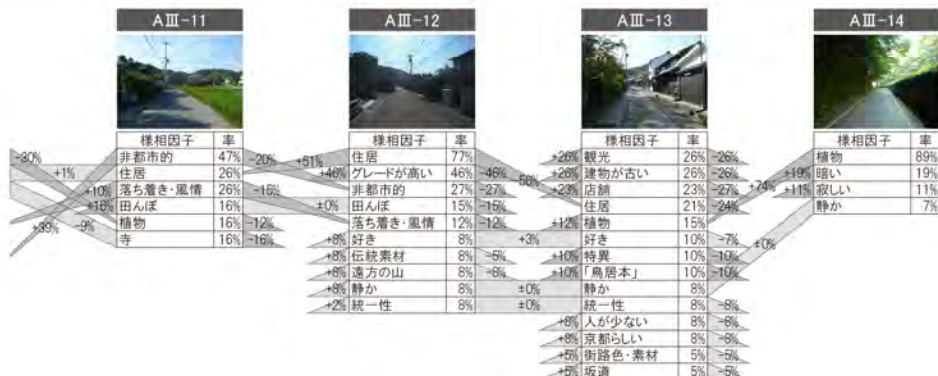 AⅢ-11
AⅢ-12
AⅢ-13
AⅢ-14
様相因子 率
非都市的 47%
住居 26%
落ち着き・風情 26%
田んぼ 16%
植物 16%
寺 16%
-30%
+1%
+10%
+16%
+39%
-9%
-20%
-15%
-12%
-16%
+51%
+46%
±0%
様相因子 率
住居 77%
グレードが高い 46%
非都市的 27%
田んぼ 15%
落ち着き・風情 12%
+8% 好き 8%
+8% 伝統素材 8%
+8% 遠方の山 8%
+8% 静か 8%
+2% 統一性 8%
-46%
-56%
-27%
-15%
-12%
+3%
-5%
-8%
±0%
±0%
様相因子 率
+26% 観光 26% -26%
+26% 建物が古い 26% -26%
+23% 店舗 23% -27%
住居 21% -24%
+12% 植物 15%
好き 10% -7%
+10% 特異 10% -10%
+10% 「鳥居本」 10% -10%
静か 8%
統一性 8% -8%
+8% 人が少ない 8% -8%
+8% 京都らしい 8% -8%
+5% 街路色・素材 5% -5%
+5% 坂道 5% -5%
+74%
+19%
+11%
±0%
様相因子 率
植物 89%
暗い 19%
寂しい 11%
静か 7%